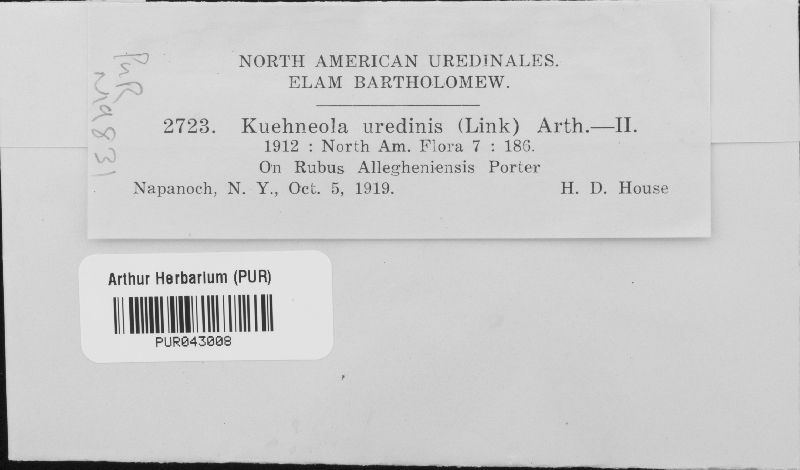 NORTH AMERICAN UREDINALES.
ELAM BARTHOLOMEW.
2723. Kuehneola uredinis (Link) Arth.—II.
1912 : North Am. Flora 7 : 186.
On Rubus Allegheniensis Porter
Napanoch, N. Y., Oct. 5, 1919. H. D. House
PUR
N19831
Arthur Herbarium (PUR)
PUR043008